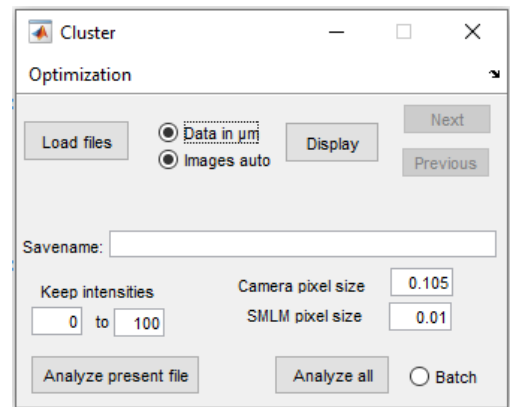 Cluster
Optimization
Load files
Data in µm
Images auto
Display
Next
Previous
Savename:
Keep intensities
0 to 100
Camera pixel size 0.105
SMLM pixel size 0.01
Analyze present file
Analyze all
Batch